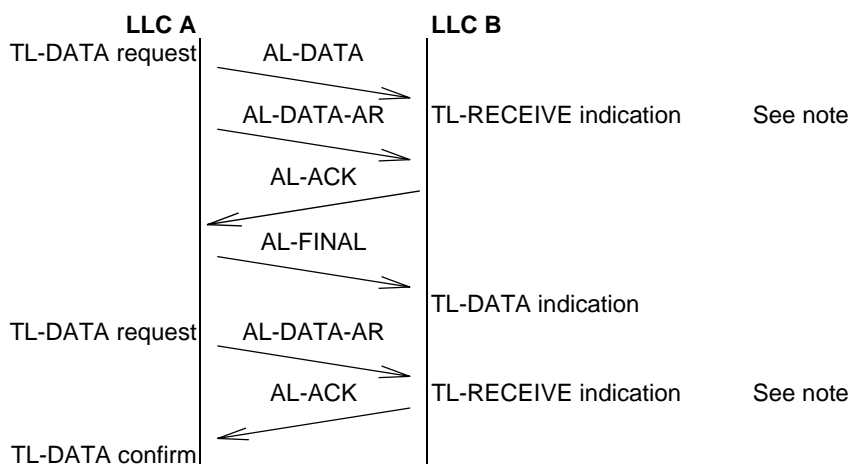 LLC A LLC B
TL-DATA request AL-DATA
AL-DATA-AR TL-RECEIVE indication See note
AL-ACK
AL-FINAL
TL-DATA indication
TL-DATA request AL-DATA-AR
AL-ACK TL-RECEIVE indication See note
TL-DATA confirm